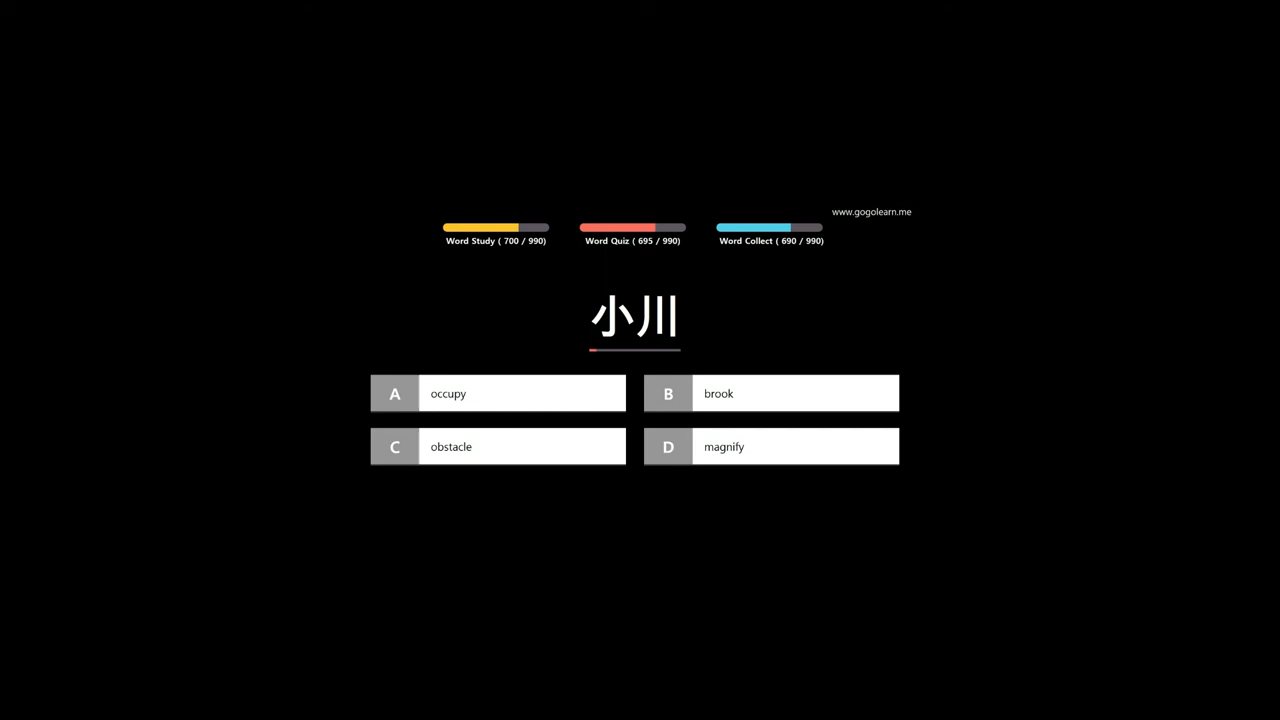 www.gogolearn.me
Word Study ( 700 / 990)
Word Quiz ( 695 / 990)
Word Collect ( 690 / 990)
小川
A occupy
B brook
C obstacle
D magnify